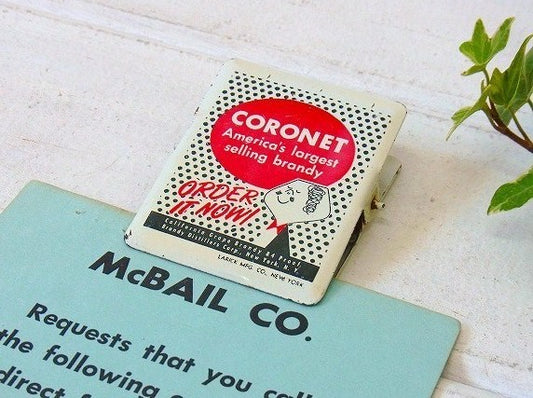 CORONET
America's largest
selling brandy
ORDER
IT NOW!
California Grape Brandy 84 Proof
Brandy Distillers Corp., New York, N. Y.
LARICK MFG. CO., NEW YORK
McBAIL CO.
Requests that you
the following
direct